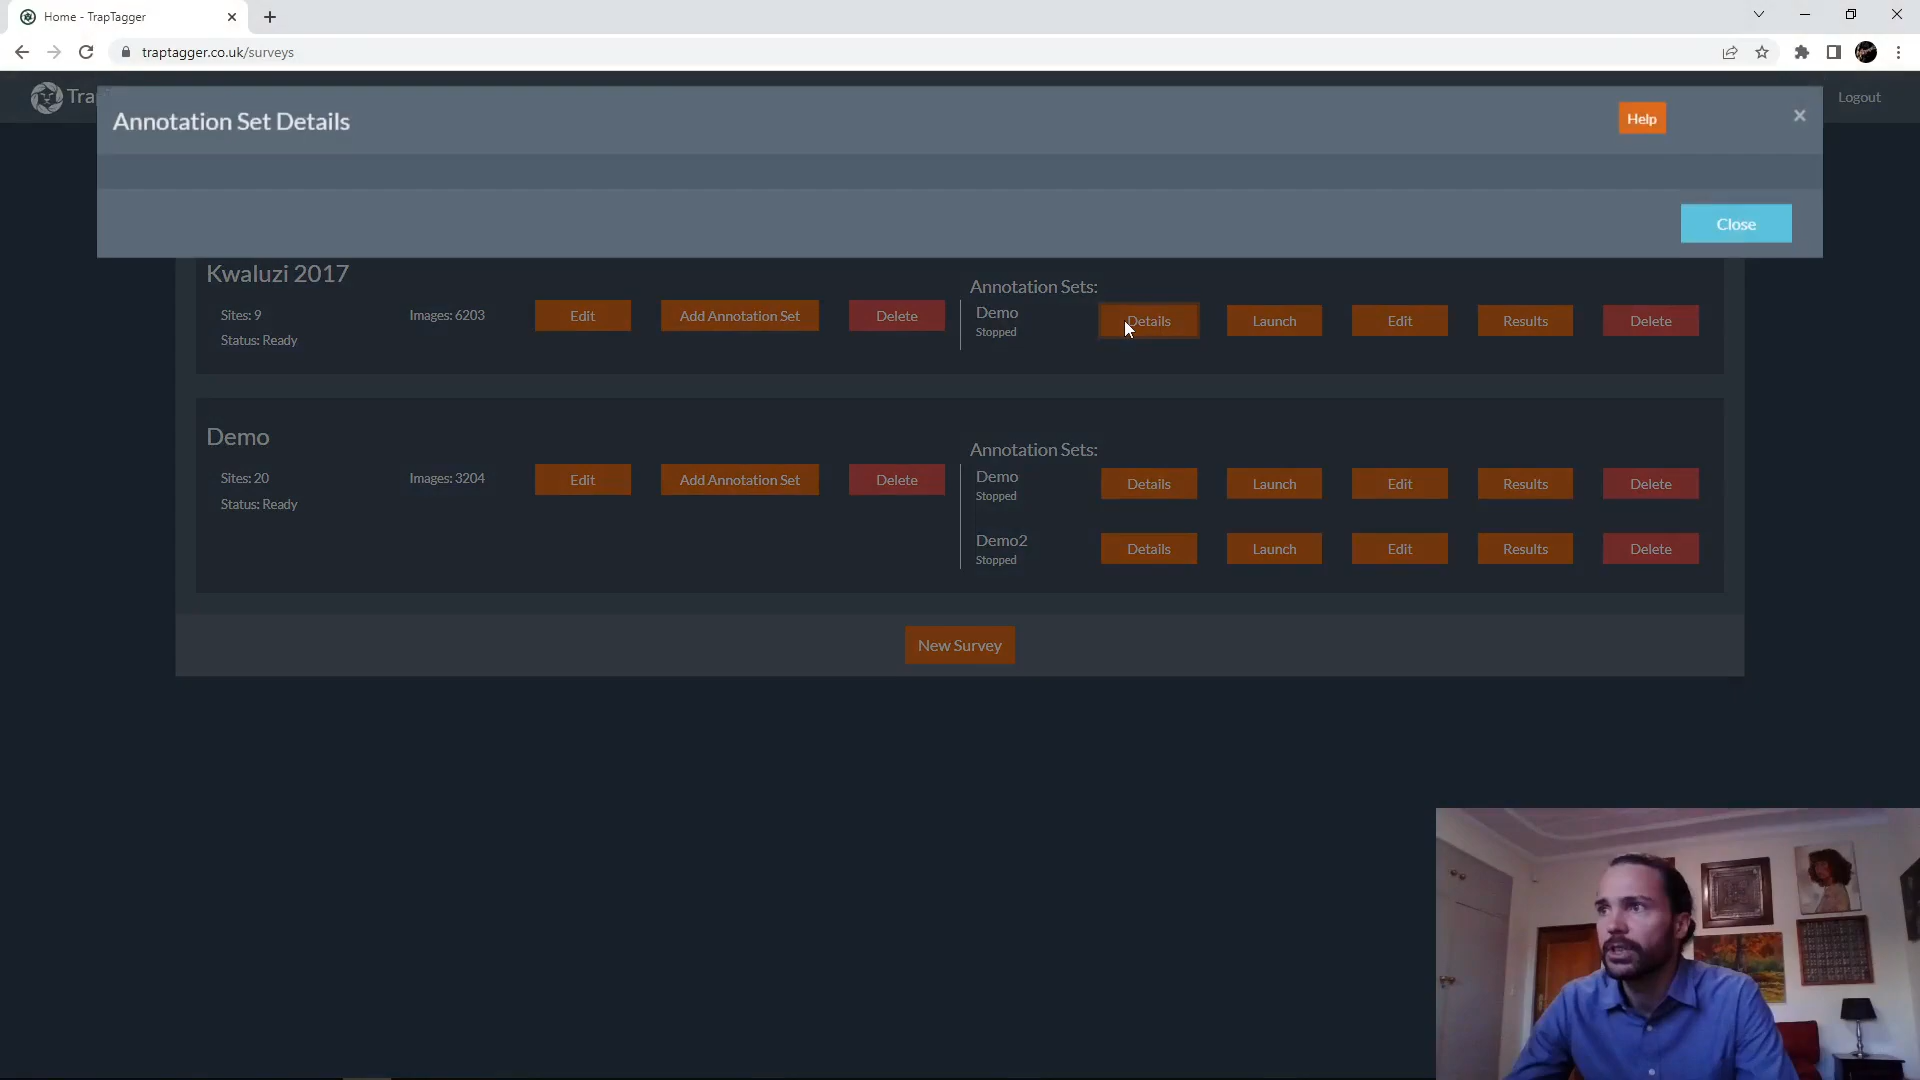 Home - TrapTagger
traptagger.co.uk/surveys
Trap
Logout
Annotation Set Details
Help
Close
Kwaluzi 2017
Sites: 9
Images: 6203
Edit
Add Annotation Set
Delete
Status: Ready
Annotation Sets:
Demo
Stopped
Details
Launch
Edit
Results
Delete
Demo
Sites: 20
Images: 3204
Edit
Add Annotation Set
Delete
Status: Ready
Annotation Sets:
Demo
Stopped
Details
Launch
Edit
Results
Delete
Demo2
Stopped
Details
Launch
Edit
Results
Delete
New Survey